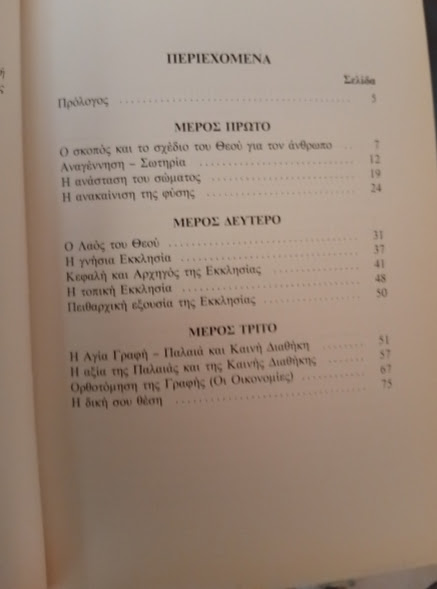 ΠΕΡΙΕΧΟΜΕΝΑ
Σελίδα
Πρόλογος 5
ΜΕΡΟΣ ΠΡΩΤΟ
Ο σκοπός και το σχέδιο του Θεού για τον άνθρωπο 7
Αναγέννηση – Σωτηρία 12
Η ανάσταση του σώματος 19
Η ανακαίνιση της φύσης 24
ΜΕΡΟΣ ΔΕΥΤΕΡΟ
Ο Λαός του Θεού 31
Η γνήσια Εκκλησία 37
Κεφαλή και Αρχηγός της Εκκλησίας 41
Η τοπική Εκκλησία 48
Πειθαρχική εξουσία της Εκκλησίας 50
ΜΕΡΟΣ ΤΡΙΤΟ
Η Αγία Γραφή – Παλαιά και Καινή Διαθήκη 51
Η αξία της Παλαιάς και της Καινής Διαθήκης 57
Ορθοτόμηση της Γραφής (Οι Οικονομίες) 67
Η δική σου θέση 75